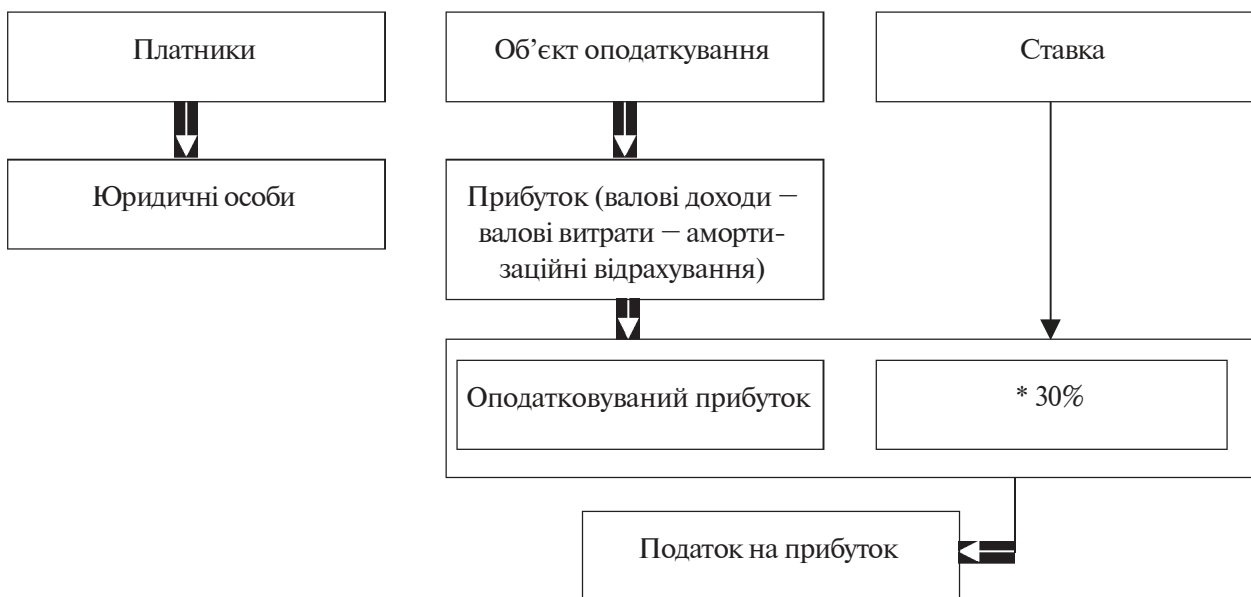 Платники
Об’єкт оподаткування
Ставка
Юридичні особи
Прибуток (валові доходи —
валові витрати — аморти-
заційні відрахування)
Оподатковуваний прибуток
* 30%
Податок на прибуток